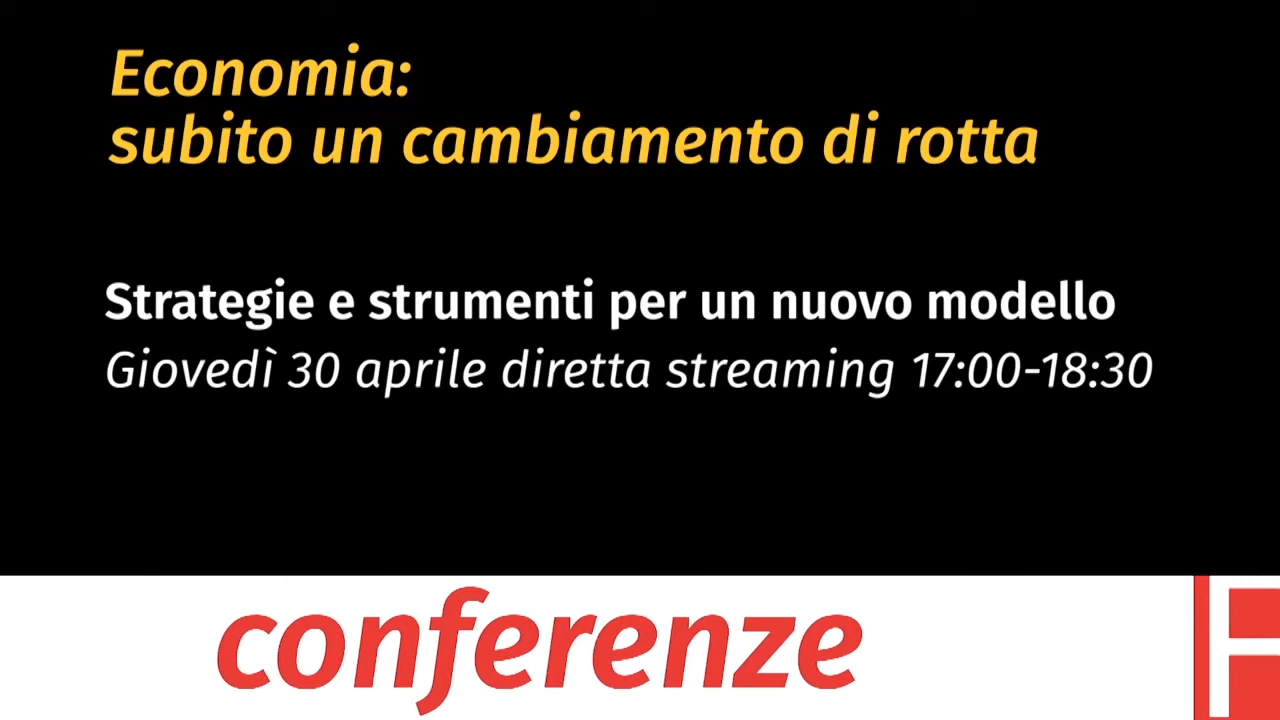 Economia:
subito un cambiamento di rotta
Strategie e strumenti per un nuovo modello
Giovedì 30 aprile diretta streaming 17:00-18:30
conferenze